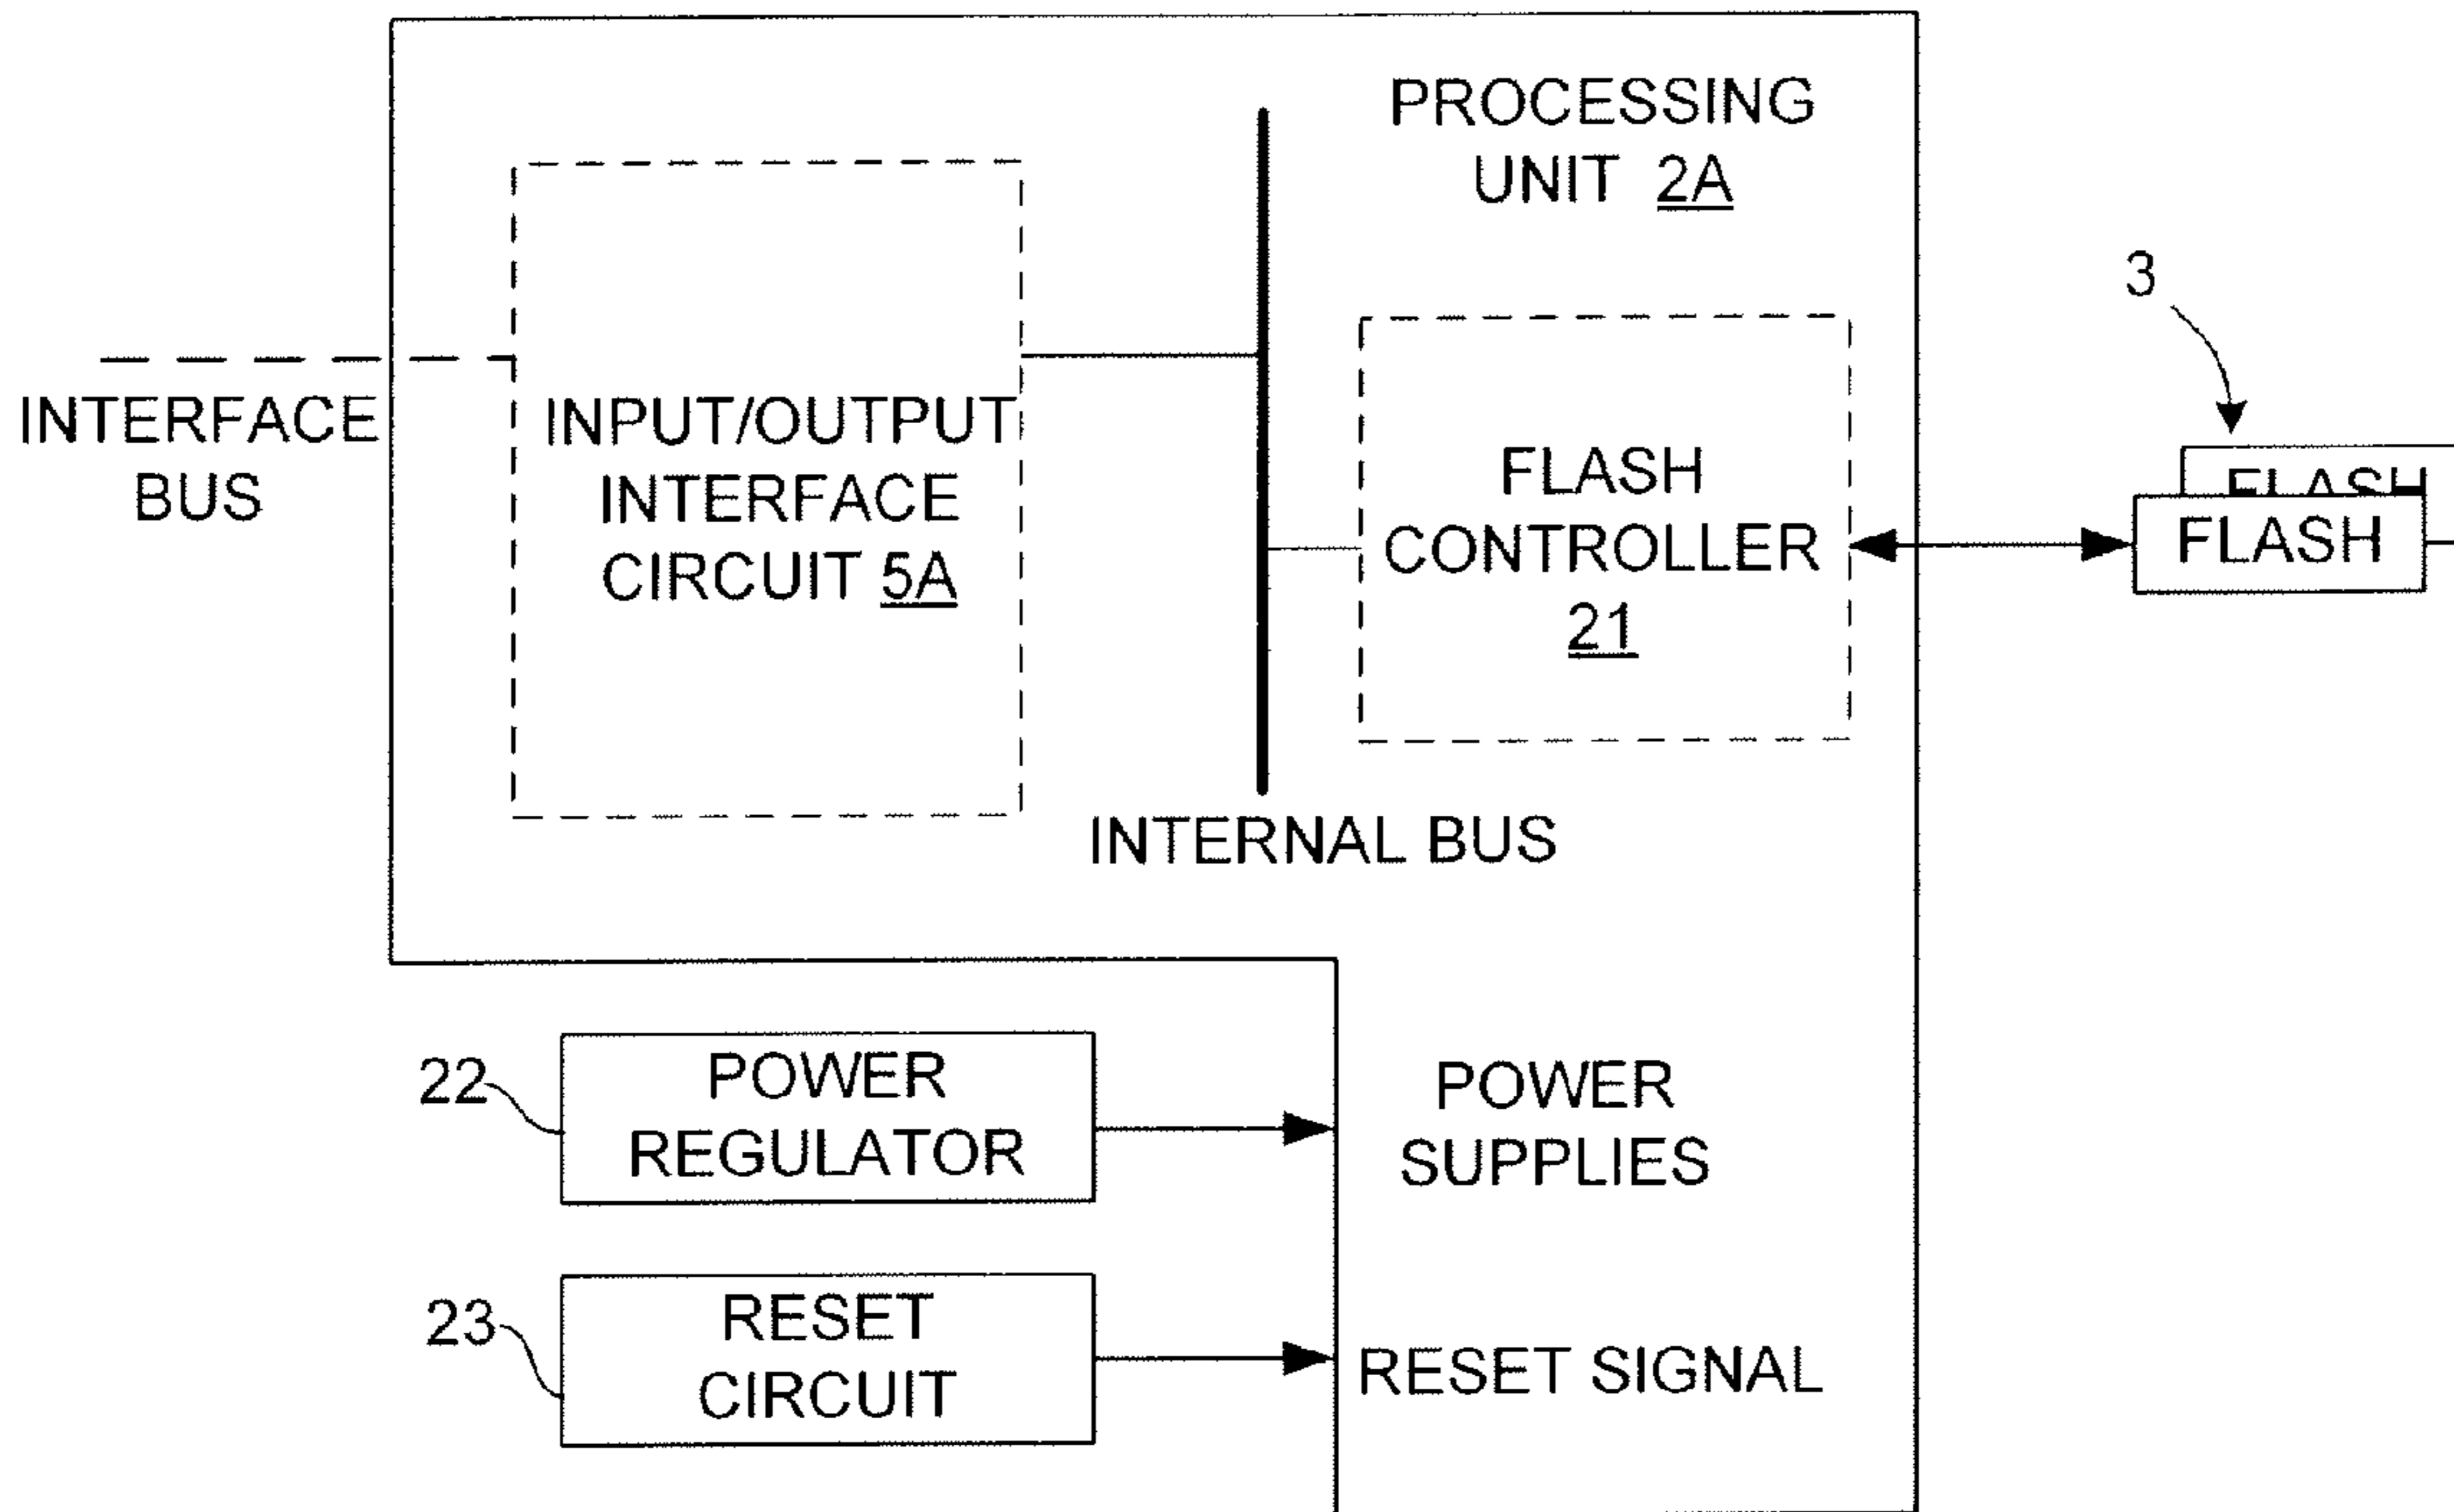 PROCESSING
UNIT 2A
3
INTERFACE
BUS
INPUT/OUTPUT
INTERFACE
CIRCUIT 5A
FLASH
CONTROLLER
21
FLASH
FLASH
INTERNAL BUS
22
POWER
REGULATOR
POWER
SUPPLIES
23
RESET
CIRCUIT
RESET SIGNAL